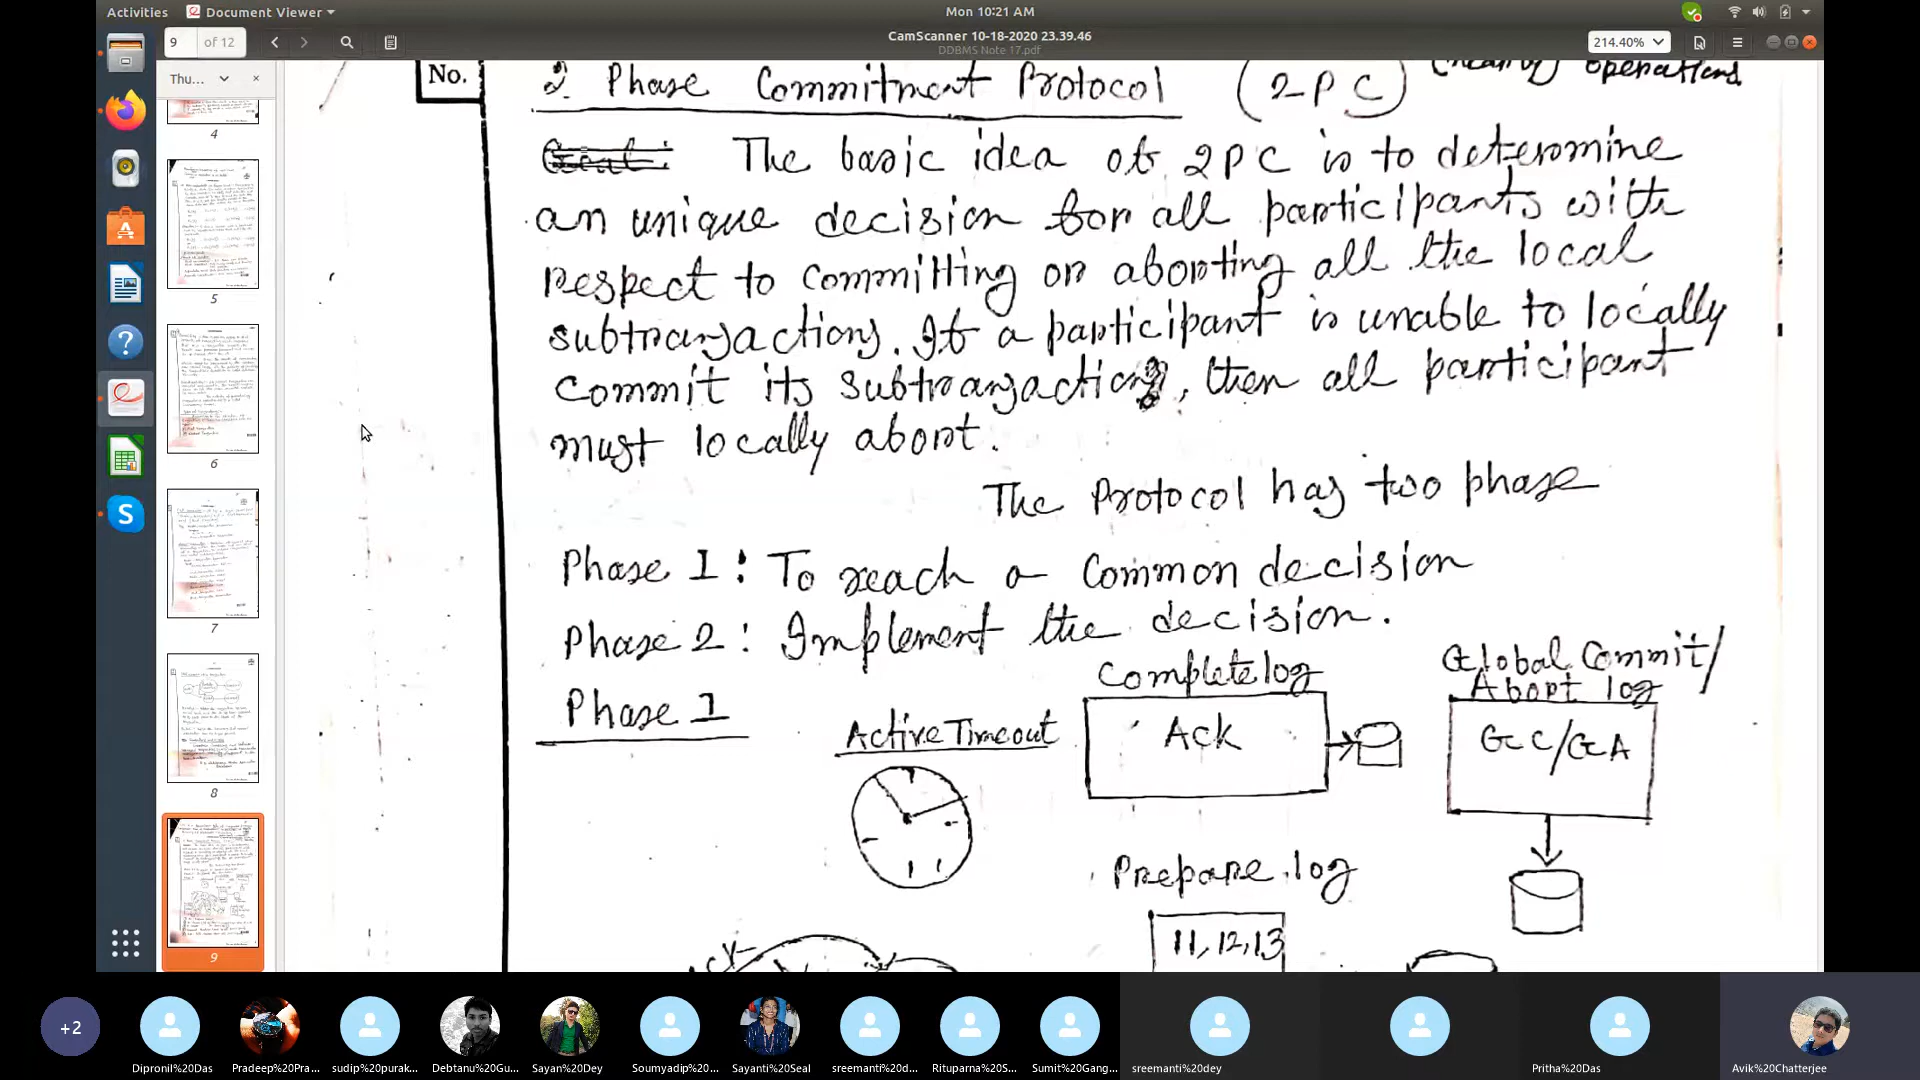 Activities Document Viewer Mon 10:21 AM
9 of 12 CamScanner 10-18-2020 23.39.46 214.40%
DDBMS Note 17.pdf
Thu...
4
5
6
7
8
9
No.
operations
2 Phase Commitment Protocol (2PC)
The basic idea of 2PC is to determine
an unique decision for all participants with
respect to committing or aborting all the local
subtransactions. If a participant is unable to locally
commit its subtransaction, then all participant
must locally abort.
The Protocol has two phase
Phase 1: To reach a Common decision
Phase 2: Implement the decision.
Phase 1
Active Timeout
Complete log
Ack
Global Commit/
Abort log
GC/GA
Prepare log
11, 12, 13
+2
Dipronil%20Das
Pradeep%20Pra...
sudip%20purak...
Debtanu%20Gu...
Sayan%20Dey
Soumyadip%20...
Sayanti%20Seal
sreemanti%20d...
Rituparna%20S...
Sumit%20Gang...
sreemanti%20dey
Pritha%20Das
Avik%20Chatterjee